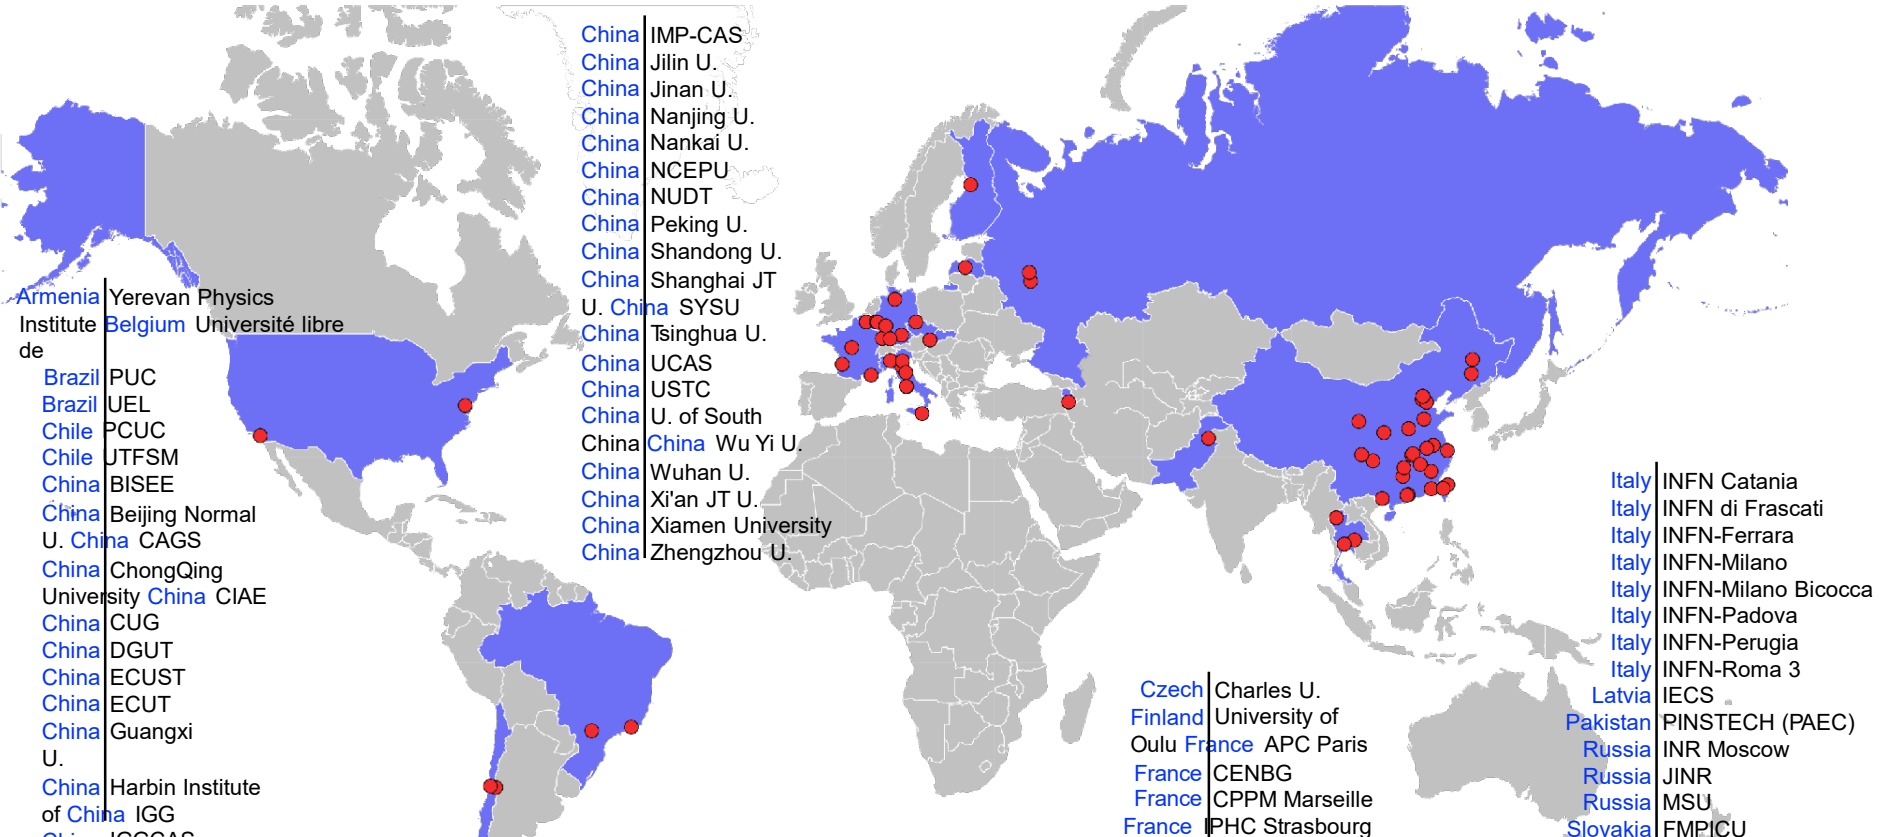 Armenia Yerevan Physics
Institute Belgium Université libre
de
Brazil PUC
Brazil UEL
Chile PCUC
Chile UTFSM
China BISEE
China Beijing Normal
U. China CAGS
China ChongQing
University China CIAE
China CUG
China DGUT
China ECUST
China ECUT
China Guangxi
U.
China Harbin Institute
of China IGG
China IGGCAS
China IMP-CAS
China Jilin U.
China Jinan U.
China Nanjing U.
China Nankai U.
China NCEPU
China NUDT
China Peking U.
China Shandong U.
China Shanghai JT
U. China SYSU
China Tsinghua U.
China UCAS
China USTC
China U. of South
China China Wu Yi U.
China Wuhan U.
China Xi'an JT U.
China Xiamen University
China Zhengzhou U.
Czech Charles U.
Finland University of
Oulu France APC Paris
France CENBG
France CPPM Marseille
France IPHC Strasbourg
Italy INFN Catania
Italy INFN di Frascati
Italy INFN-Ferrara
Italy INFN-Milano
Italy INFN-Milano Bicocca
Italy INFN-Padova
Italy INFN-Perugia
Italy INFN-Roma 3
Latvia IECS
Pakistan PINSTECH (PAEC)
Russia INR Moscow
Russia JINR
Russia MSU
Slovakia FMPICU